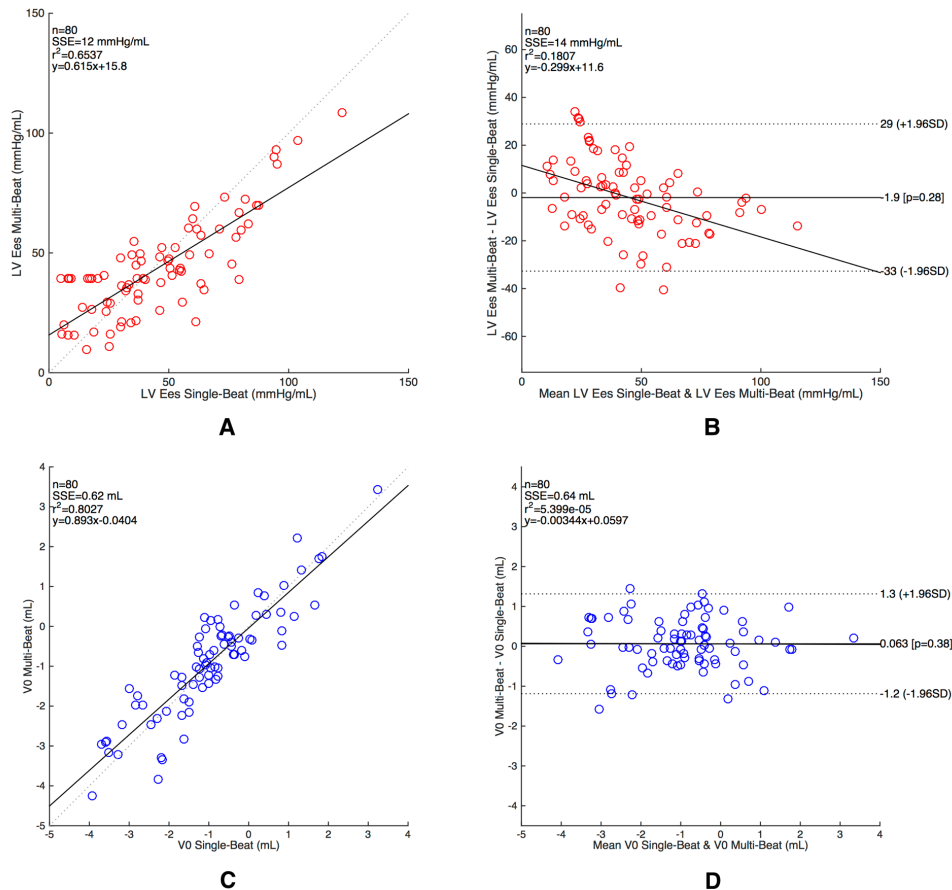 A
n=80
SSE=12 mmHg/mL
r²=0.6537
y=0.615x+15.8
150
100
50
0
LV Ees Multi-Beat (mmHg/mL)
0 50 100 150
LV Ees Single-Beat (mmHg/mL)
B
n=80
SSE=14 mmHg/mL
r²=0.1807
y=-0.299x+11.6
60
40
20
0
-20
-40
-60
LV Ees Multi-Beat - LV Ees Single-Beat (mmHg/mL)
29 (+1.96SD)
-1.9 [p=0.28]
-33 (-1.96SD)
0 50 100 150
Mean LV Ees Single-Beat & LV Ees Multi-Beat (mmHg/mL)
A
B
n=80
SSE=0.62 mL
r²=0.8027
y=0.893x-0.0404
4
3
2
1
0
-1
-2
-3
-4
-5
V0 Multi-Beat (mL)
-5 -4 -3 -2 -1 0 1 2 3 4
V0 Single-Beat (mL)
C
n=80
SSE=0.64 mL
r²=5.399e-05
y=-0.00344x+0.0597
4
3
2
1
0
-1
-2
-3
-4
V0 Multi-Beat - V0 Single-Beat (mL)
1.3 (+1.96SD)
0.063 [p=0.38]
-1.2 (-1.96SD)
-5 -4 -3 -2 -1 0 1 2 3 4
Mean V0 Single-Beat & V0 Multi-Beat (mL)
D